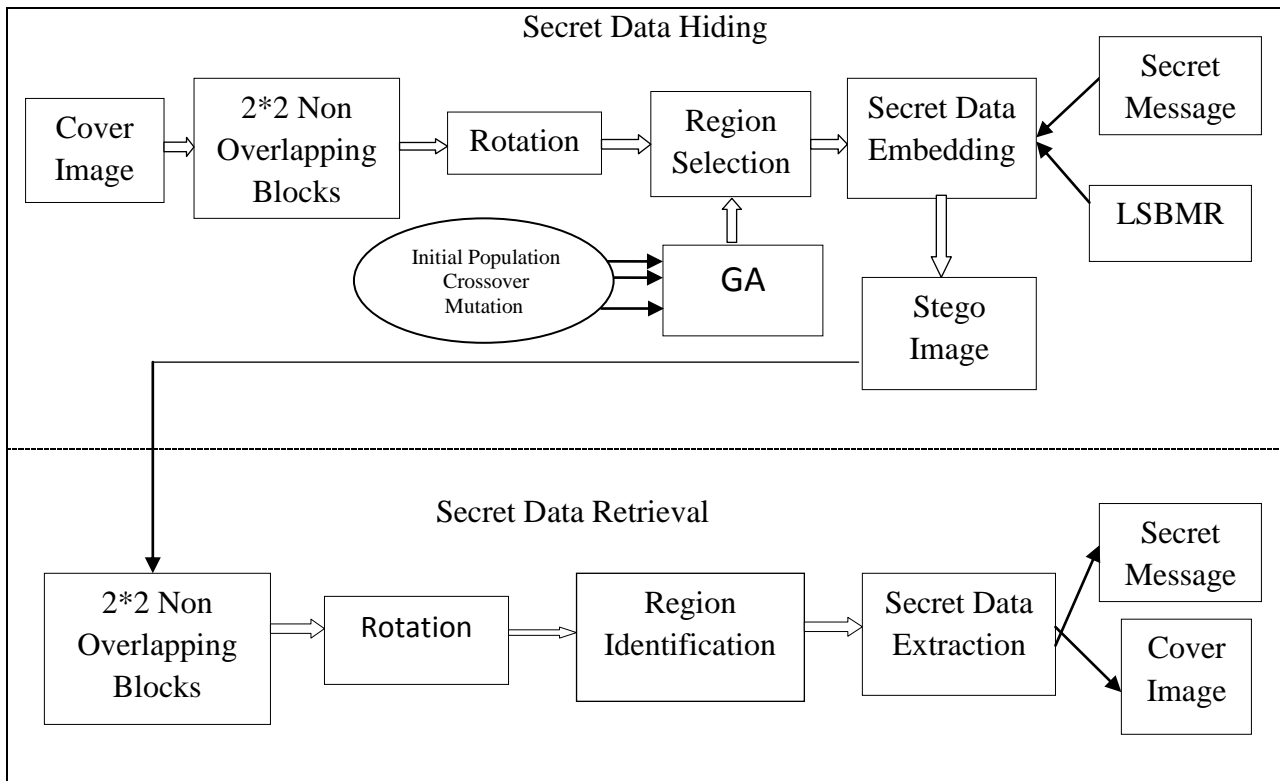 Secret Data Hiding
Cover
Image
2*2 Non
Overlapping
Blocks
Rotation
Region
Selection
Secret Data
Embedding
Secret
Message
LSBMR
Initial Population
Crossover
Mutation
GA
Stego
Image
Secret Data Retrieval
2*2 Non
Overlapping
Blocks
Rotation
Region
Identification
Secret Data
Extraction
Secret
Message
Cover
Image